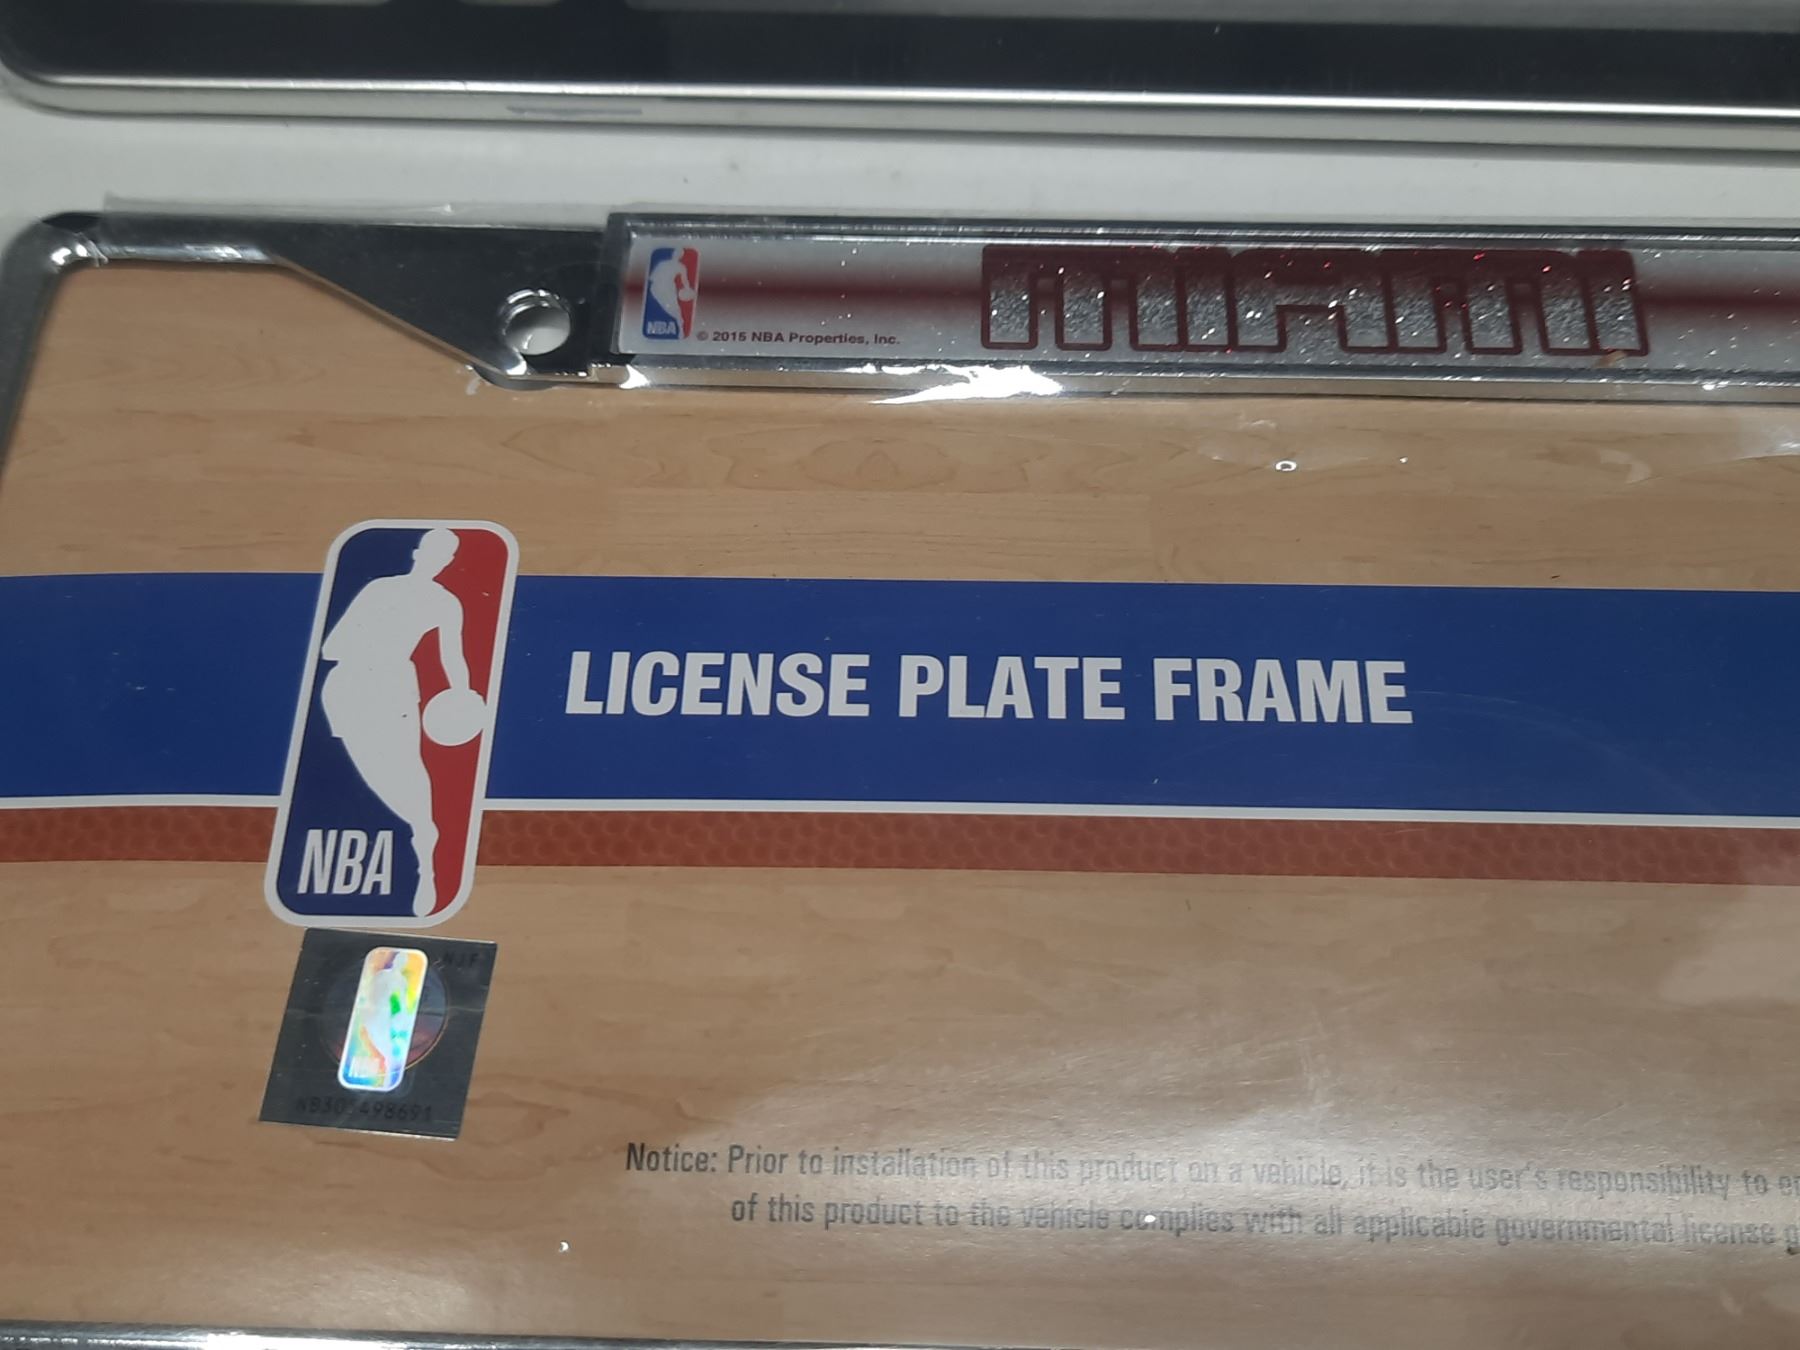 NBA
© 2015 NBA Properties, Inc.
MIAMI
LICENSE PLATE FRAME
NBA
NBA
Notice: Prior to installation of this product on a vehicle, it is the user's responsibility to
of this product to the vehicle complies with all applicable governmental license